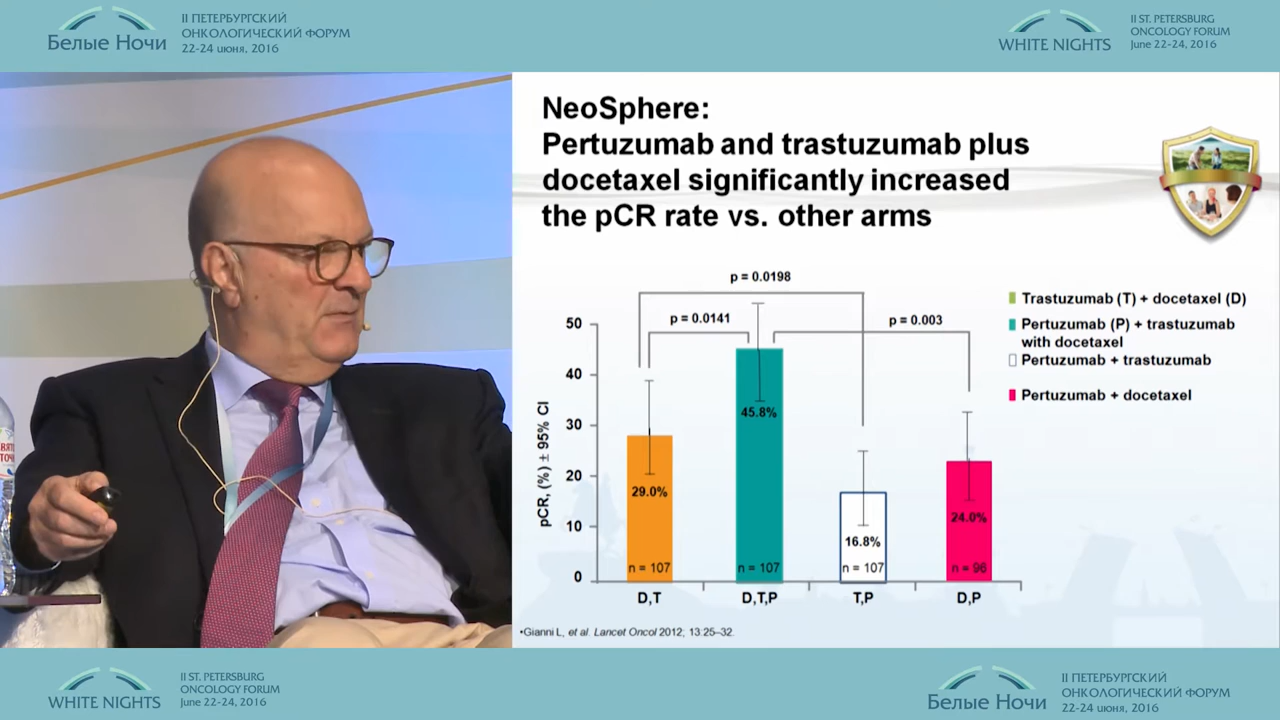 II ПЕТЕРБУРГСКИЙ
ОНКОЛОГИЧЕСКИЙ ФОРУМ
22-24 июня, 2016
Белые Ночи
II ST. PETERSBURG
ONCOLOGY FORUM
June 22-24, 2016
WHITE NIGHTS
NeoSphere:
Pertuzumab and trastuzumab plus
docetaxel significantly increased
the pCR rate vs. other arms
p = 0.0198
p = 0.0141
p = 0.003
Trastuzumab (T) + docetaxel (D)
Pertuzumab (P) + trastuzumab
with docetaxel
Pertuzumab + trastuzumab
Pertuzumab + docetaxel
pCR, (%) ± 95% CI
50
40
30
20
10
0
29.0%
45.8%
16.8%
24.0%
n = 107
n = 107
n = 107
n = 96
D,T
D,T,P
T,P
D,P
•Gianni L, et al. Lancet Oncol 2012; 13:25–32.
II ST. PETERSBURG
ONCOLOGY FORUM
June 22-24, 2016
WHITE NIGHTS
II ПЕТЕРБУРГСКИЙ
ОНКОЛОГИЧЕСКИЙ ФОРУМ
22-24 июня, 2016
Белые Ночи